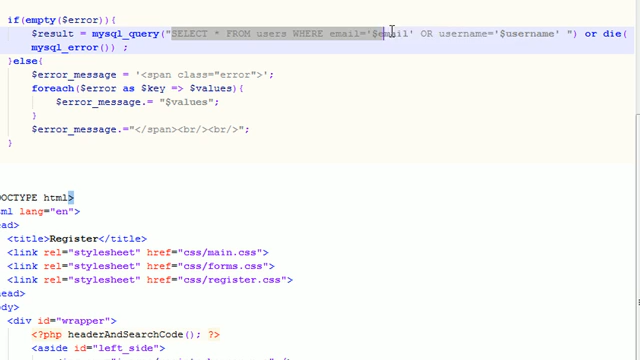 if(empty($error)){
$result = mysql_query("SELECT * FROM users WHERE email='$email' OR username='$username' ") or die(
mysql_error()) ;
}else{
$error_message = '<span class="error">';
foreach($error as $key => $values){
$error_message.= "$values";
}
$error_message.="</span><br/><br/>";
}
DOCTYPE html>
ml lang="en">
ead>
<title>Register</title>
<link rel="stylesheet" href="css/main.css">
<link rel="stylesheet" href="css/forms.css">
<link rel="stylesheet" href="css/register.css">
head>
ody>
<div id="wrapper">
<?php headerAndSearchCode(); ?>
<aside id="left_side">